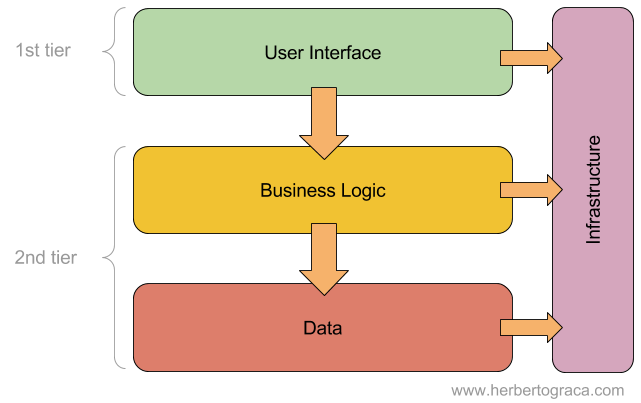 1st tier
User Interface
Infrastructure
2nd tier
Business Logic
Data
www.herbertograca.com